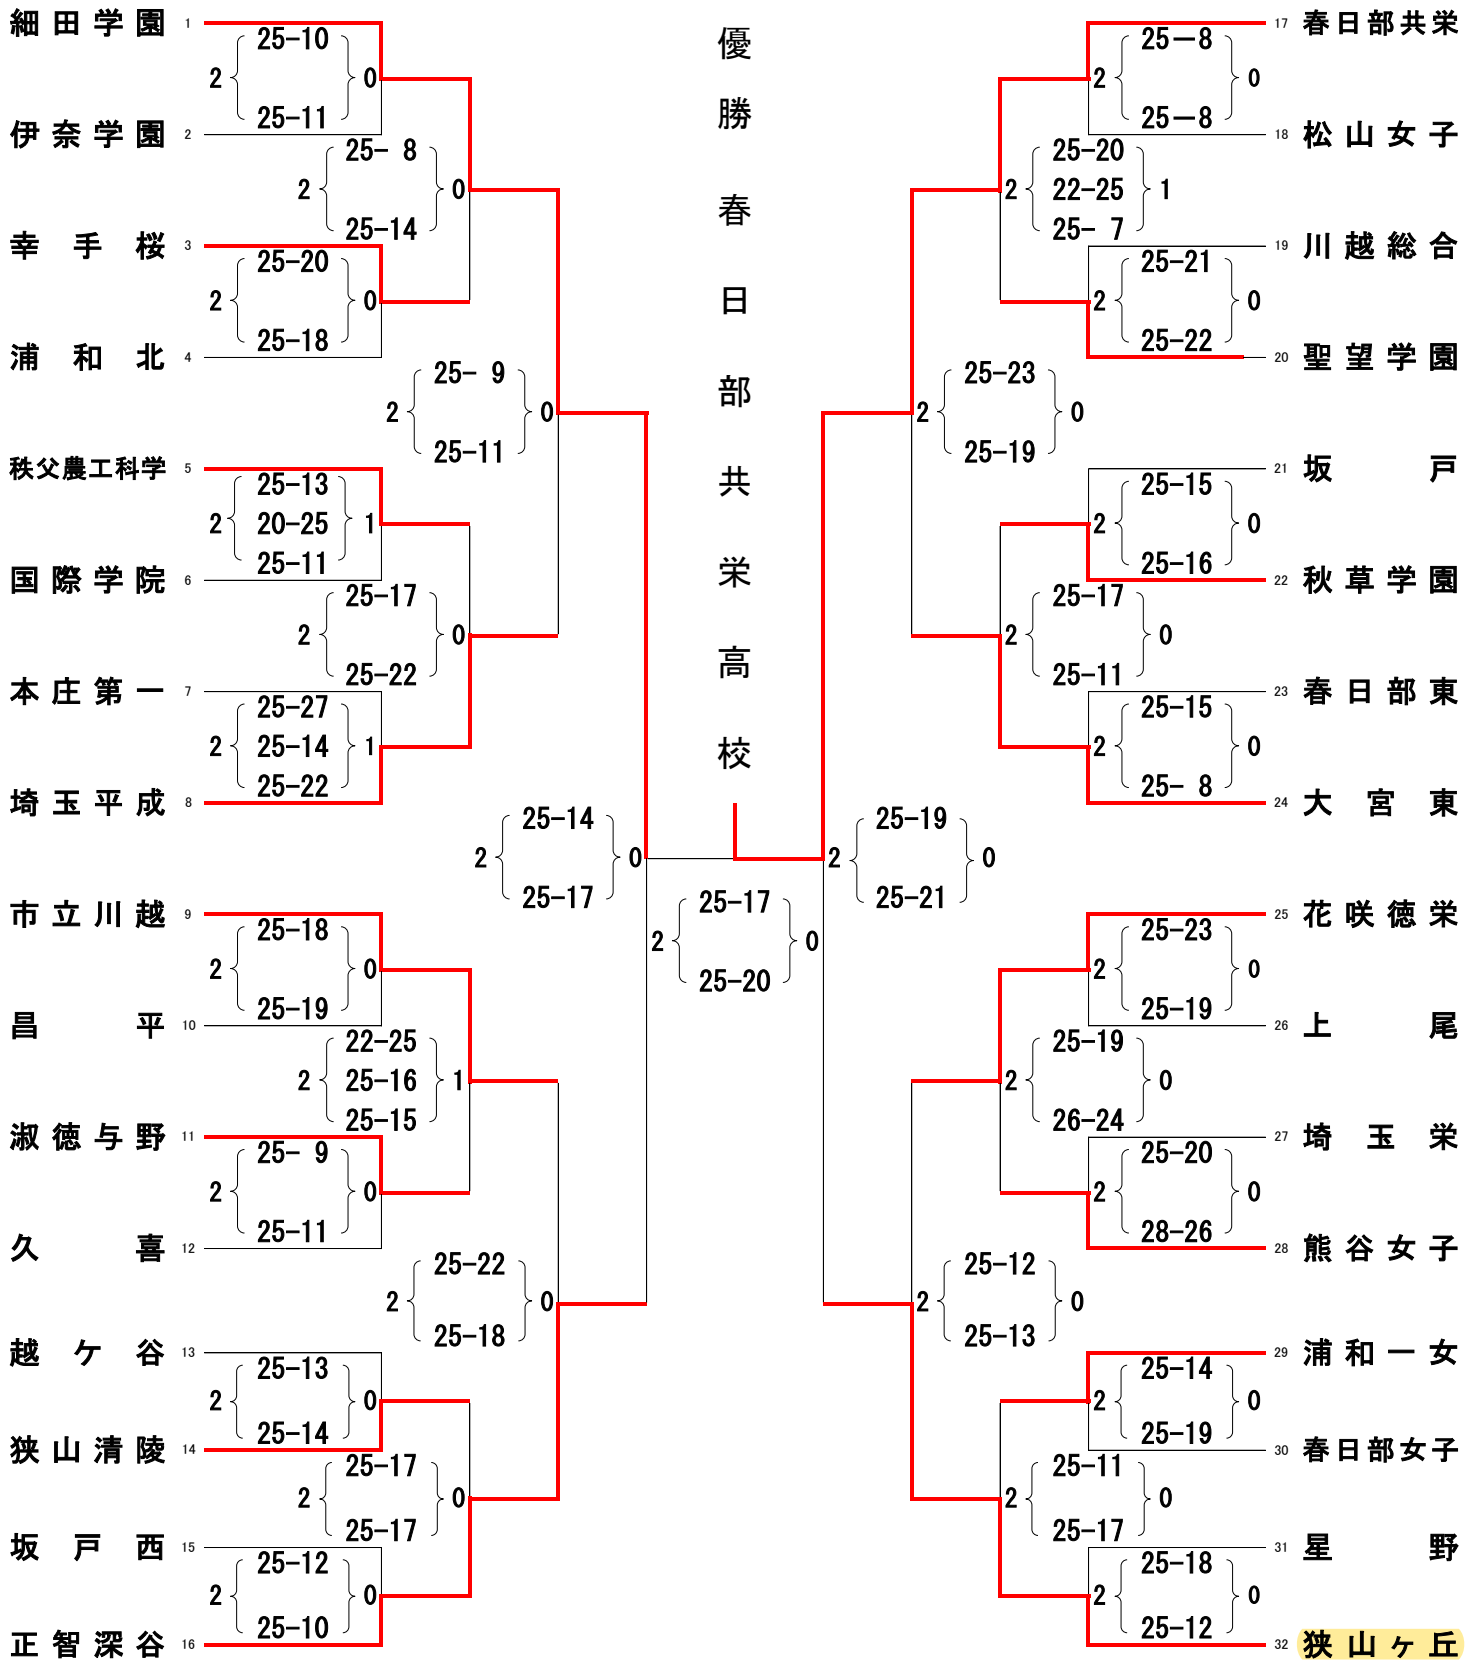 優勝 春日部共栄高校
細田学園 1
25-10
2 0
25-11
伊奈学園 2
25- 8
2 0
25-14
幸手桜 3
25-20
2 0
25-18
浦和北 4
25- 9
2 0
25-11
秩父農工科学 5
25-13
2 20-25 1
25-11
国際学院 6
25-17
2 0
25-22
本庄第一 7
25-27
2 25-14 1
25-22
埼玉平成 8
25-14
2 0
25-17
市立川越 9
25-18
2 0
25-19
昌平 10
22-25
2 25-16 1
25-15
淑徳与野 11
25- 9
2 0
25-11
久喜 12
25-22
2 0
25-18
越ケ谷 13
25-13
2 0
25-14
狭山清陵 14
25-17
2 0
25-17
坂戸西 15
25-12
2 0
25-10
正智深谷 16
25-17
2 0
25-20
17 春日部共栄
25ー8
2 0
25ー8
18 松山女子
25-20
2 22-25 1
25- 7
19 川越総合
25-21
2 0
25-22
20 聖望学園
25-23
2 0
25-19
21 坂戸
25-15
2 0
25-16
22 秋草学園
25-17
2 0
25-11
23 春日部東
25-15
2 0
25- 8
24 大宮東
25-19
2 0
25-21
25 花咲徳栄
25-23
2 0
25-19
26 上尾
25-19
2 0
26-24
27 埼玉栄
25-20
2 0
28-26
28 熊谷女子
25-12
2 0
25-13
29 浦和一女
25-14
2 0
25-19
30 春日部女子
25-11
2 0
25-17
31 星野
25-18
2 0
25-12
32 狭山ヶ丘